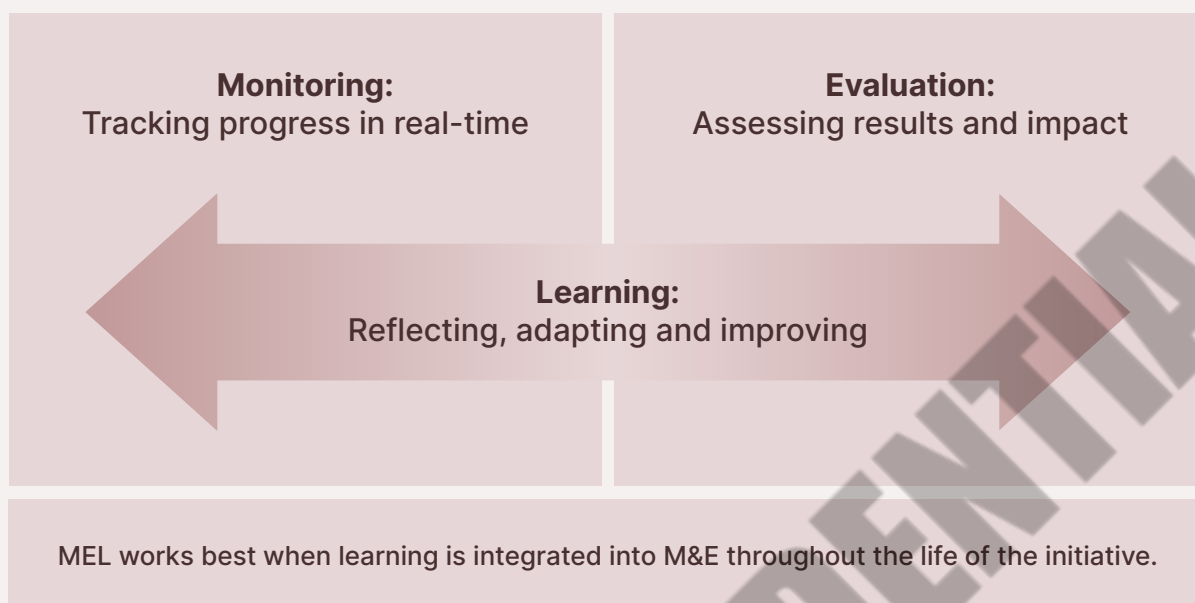 Monitoring:
Tracking progress in real-time
Evaluation:
Assessing results and impact
Learning:
Reflecting, adapting and improving
MEL works best when learning is integrated into M&E throughout the life of the initiative.
DENTIA